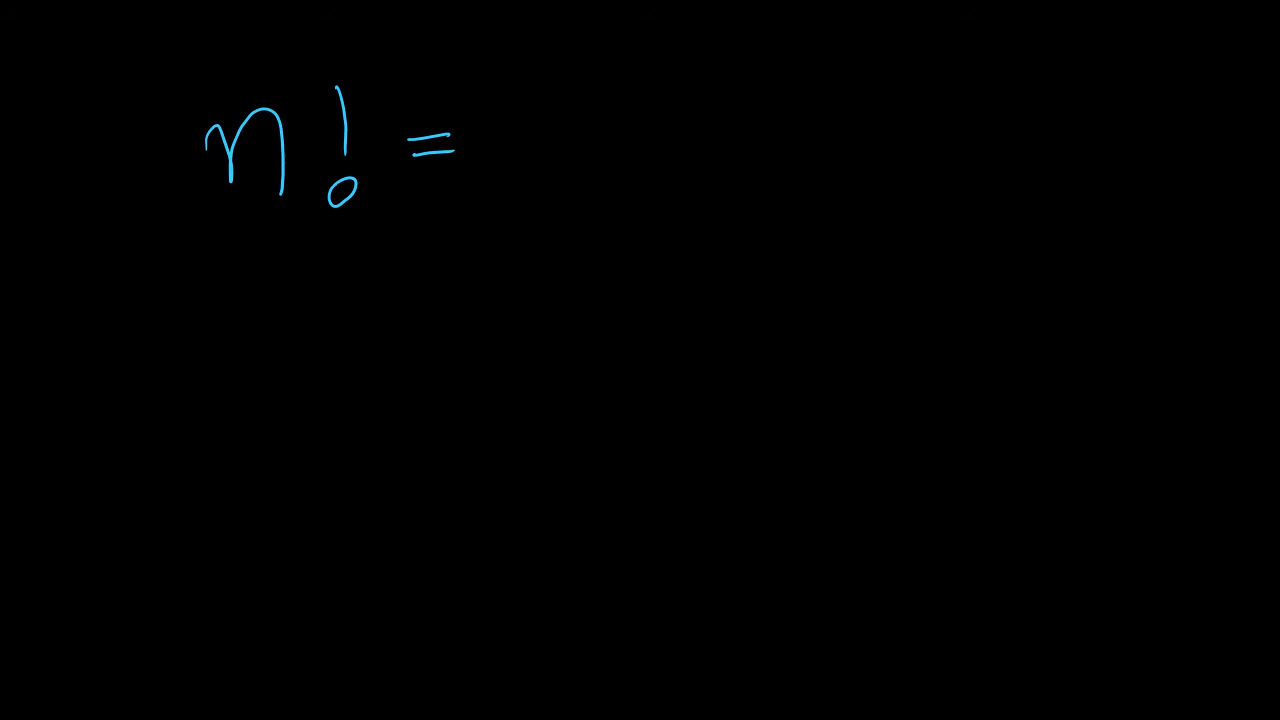 n! =